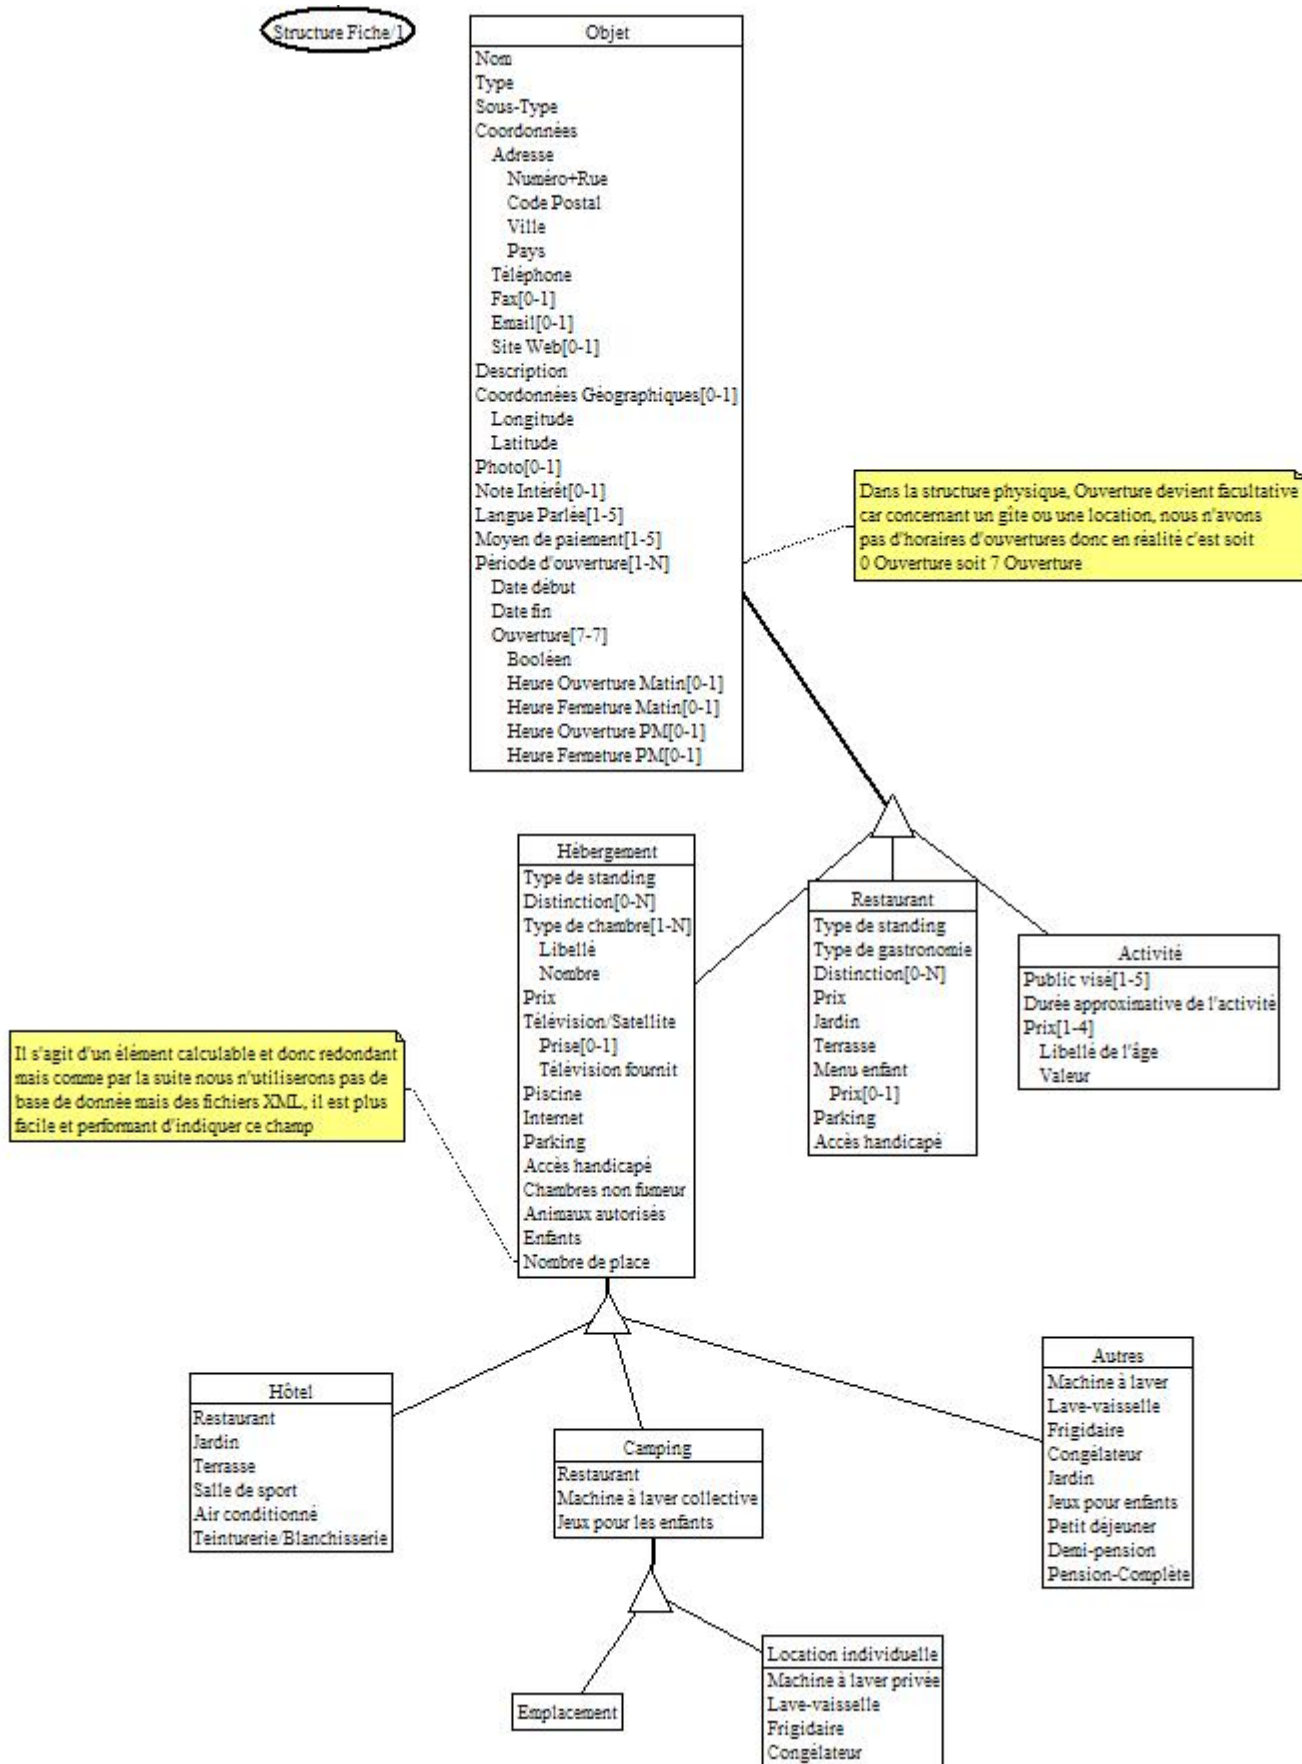 Structure Fiche/1
Objet
Nom
Type
Sous-Type
Coordonnées
Adresse
Numéro+Rue
Code Postal
Ville
Pays
Téléphone
Fax[0-1]
Email[0-1]
Site Web[0-1]
Description
Coordonnées Géographiques[0-1]
Longitude
Latitude
Photo[0-1]
Note Intérêt[0-1]
Langue Parlée[1-5]
Moyen de paiement[1-5]
Période d'ouverture[1-N]
Date début
Date fin
Ouverture[7-7]
Booléen
Heure Ouverture Matin[0-1]
Heure Fermeture Matin[0-1]
Heure Ouverture PM[0-1]
Heure Fermeture PM[0-1]
Dans la structure physique, Ouverture devient facultative
car concernant un gîte ou une location, nous n'avons
pas d'horaires d'ouvertures donc en réalité c'est soit
0 Ouverture soit 7 Ouverture
Hébergement
Type de standing
Distinction[0-N]
Type de chambre[1-N]
Libellé
Nombre
Prix
Télévision/Satellite
Prise[0-1]
Télévision fournit
Piscine
Internet
Parking
Accès handicapé
Chambres non fumeur
Animaux autorisés
Enfants
Nombre de place
Restaurant
Type de standing
Type de gastronomie
Distinction[0-N]
Prix
Jardin
Terrasse
Menu enfant
Prix[0-1]
Parking
Accès handicapé
Activité
Public visé[1-5]
Durée approximative de l'activité
Prix[1-4]
Libellé de l'âge
Valeur
Il s'agit d'un élément calculable et donc redondant
mais comme par la suite nous n'utiliserons pas de
base de donnée mais des fichiers XML, il est plus
facile et performant d'indiquer ce champ
Hôtel
Restaurant
Jardin
Terrasse
Salle de sport
Air conditionné
Teinturerie/Blanchisserie
Camping
Restaurant
Machine à laver collective
Jeux pour les enfants
Autres
Machine à laver
Lave-vaisselle
Frigidaire
Congélateur
Jardin
Jeux pour enfants
Petit déjeuner
Demi-pension
Pension-Complète
Emplacement
Location individuelle
Machine à laver privée
Lave-vaisselle
Frigidaire
Congélateur